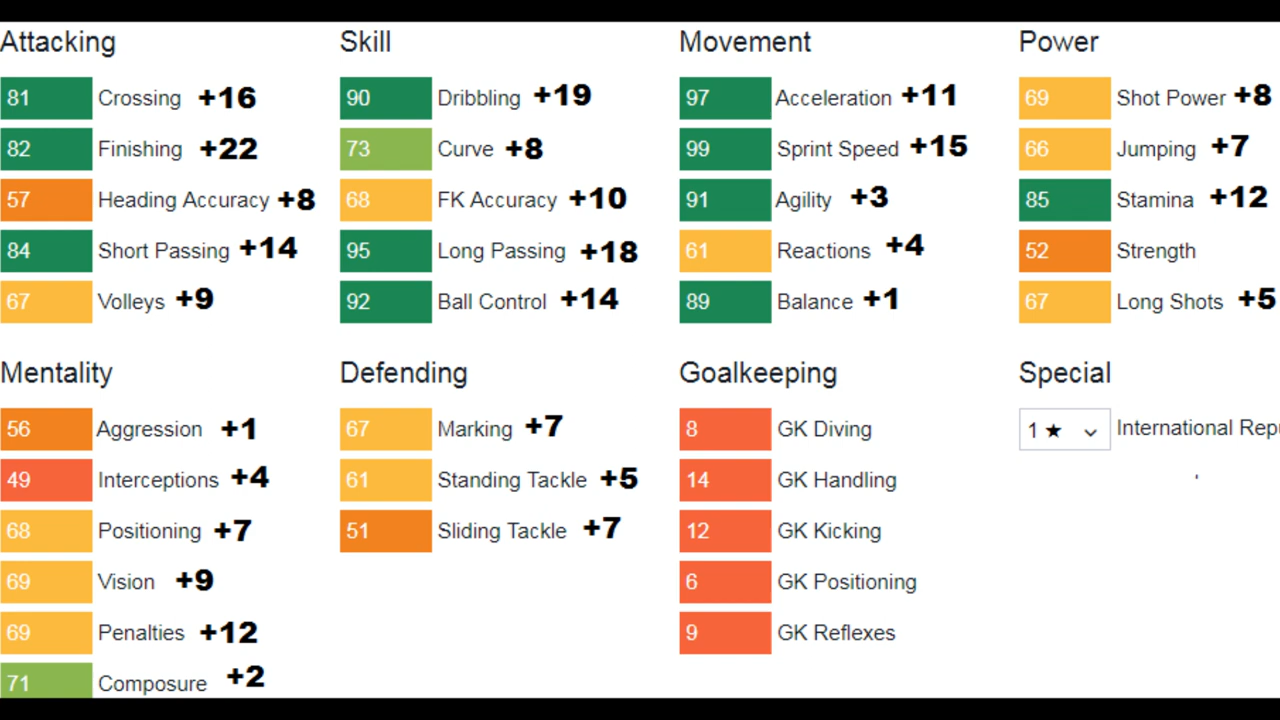 Attacking
81 Crossing +16
82 Finishing +22
57 Heading Accuracy +8
84 Short Passing +14
67 Volleys +9
Skill
90 Dribbling +19
73 Curve +8
68 FK Accuracy +10
95 Long Passing +18
92 Ball Control +14
Movement
97 Acceleration +11
99 Sprint Speed +15
91 Agility +3
61 Reactions +4
89 Balance +1
Power
69 Shot Power +8
66 Jumping +7
85 Stamina +12
52 Strength
67 Long Shots +5
Mentality
56 Aggression +1
49 Interceptions +4
68 Positioning +7
69 Vision +9
69 Penalties +12
71 Composure +2
Defending
67 Marking +7
61 Standing Tackle +5
51 Sliding Tackle +7
Goalkeeping
8 GK Diving
14 GK Handling
12 GK Kicking
6 GK Positioning
9 GK Reflexes
Special
1 ★ International Rep